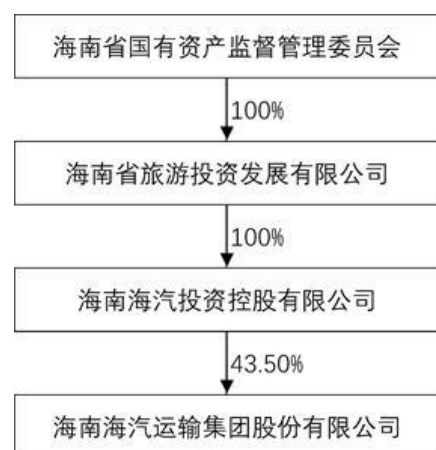 海南省国有资产监督管理委员会
100%
海南省旅游投资发展有限公司
100%
海南海汽投资控股有限公司
43.50%
海南海汽运输集团股份有限公司